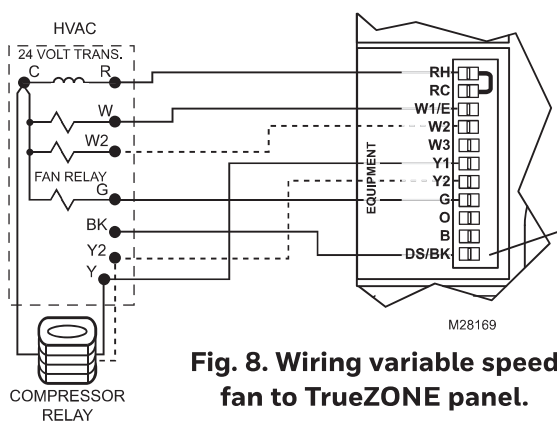 HVAC
24 VOLT TRANS.
C
R
W
W2
FAN RELAY
G
BK
Y2
Y
COMPRESSOR
RELAY
EQUIPMENT
RH
RC
W1/E
W2
W3
Y1
Y2
G
O
B
DS/BK
M28169
Fig. 8. Wiring variable speed
fan to TrueZONE panel.